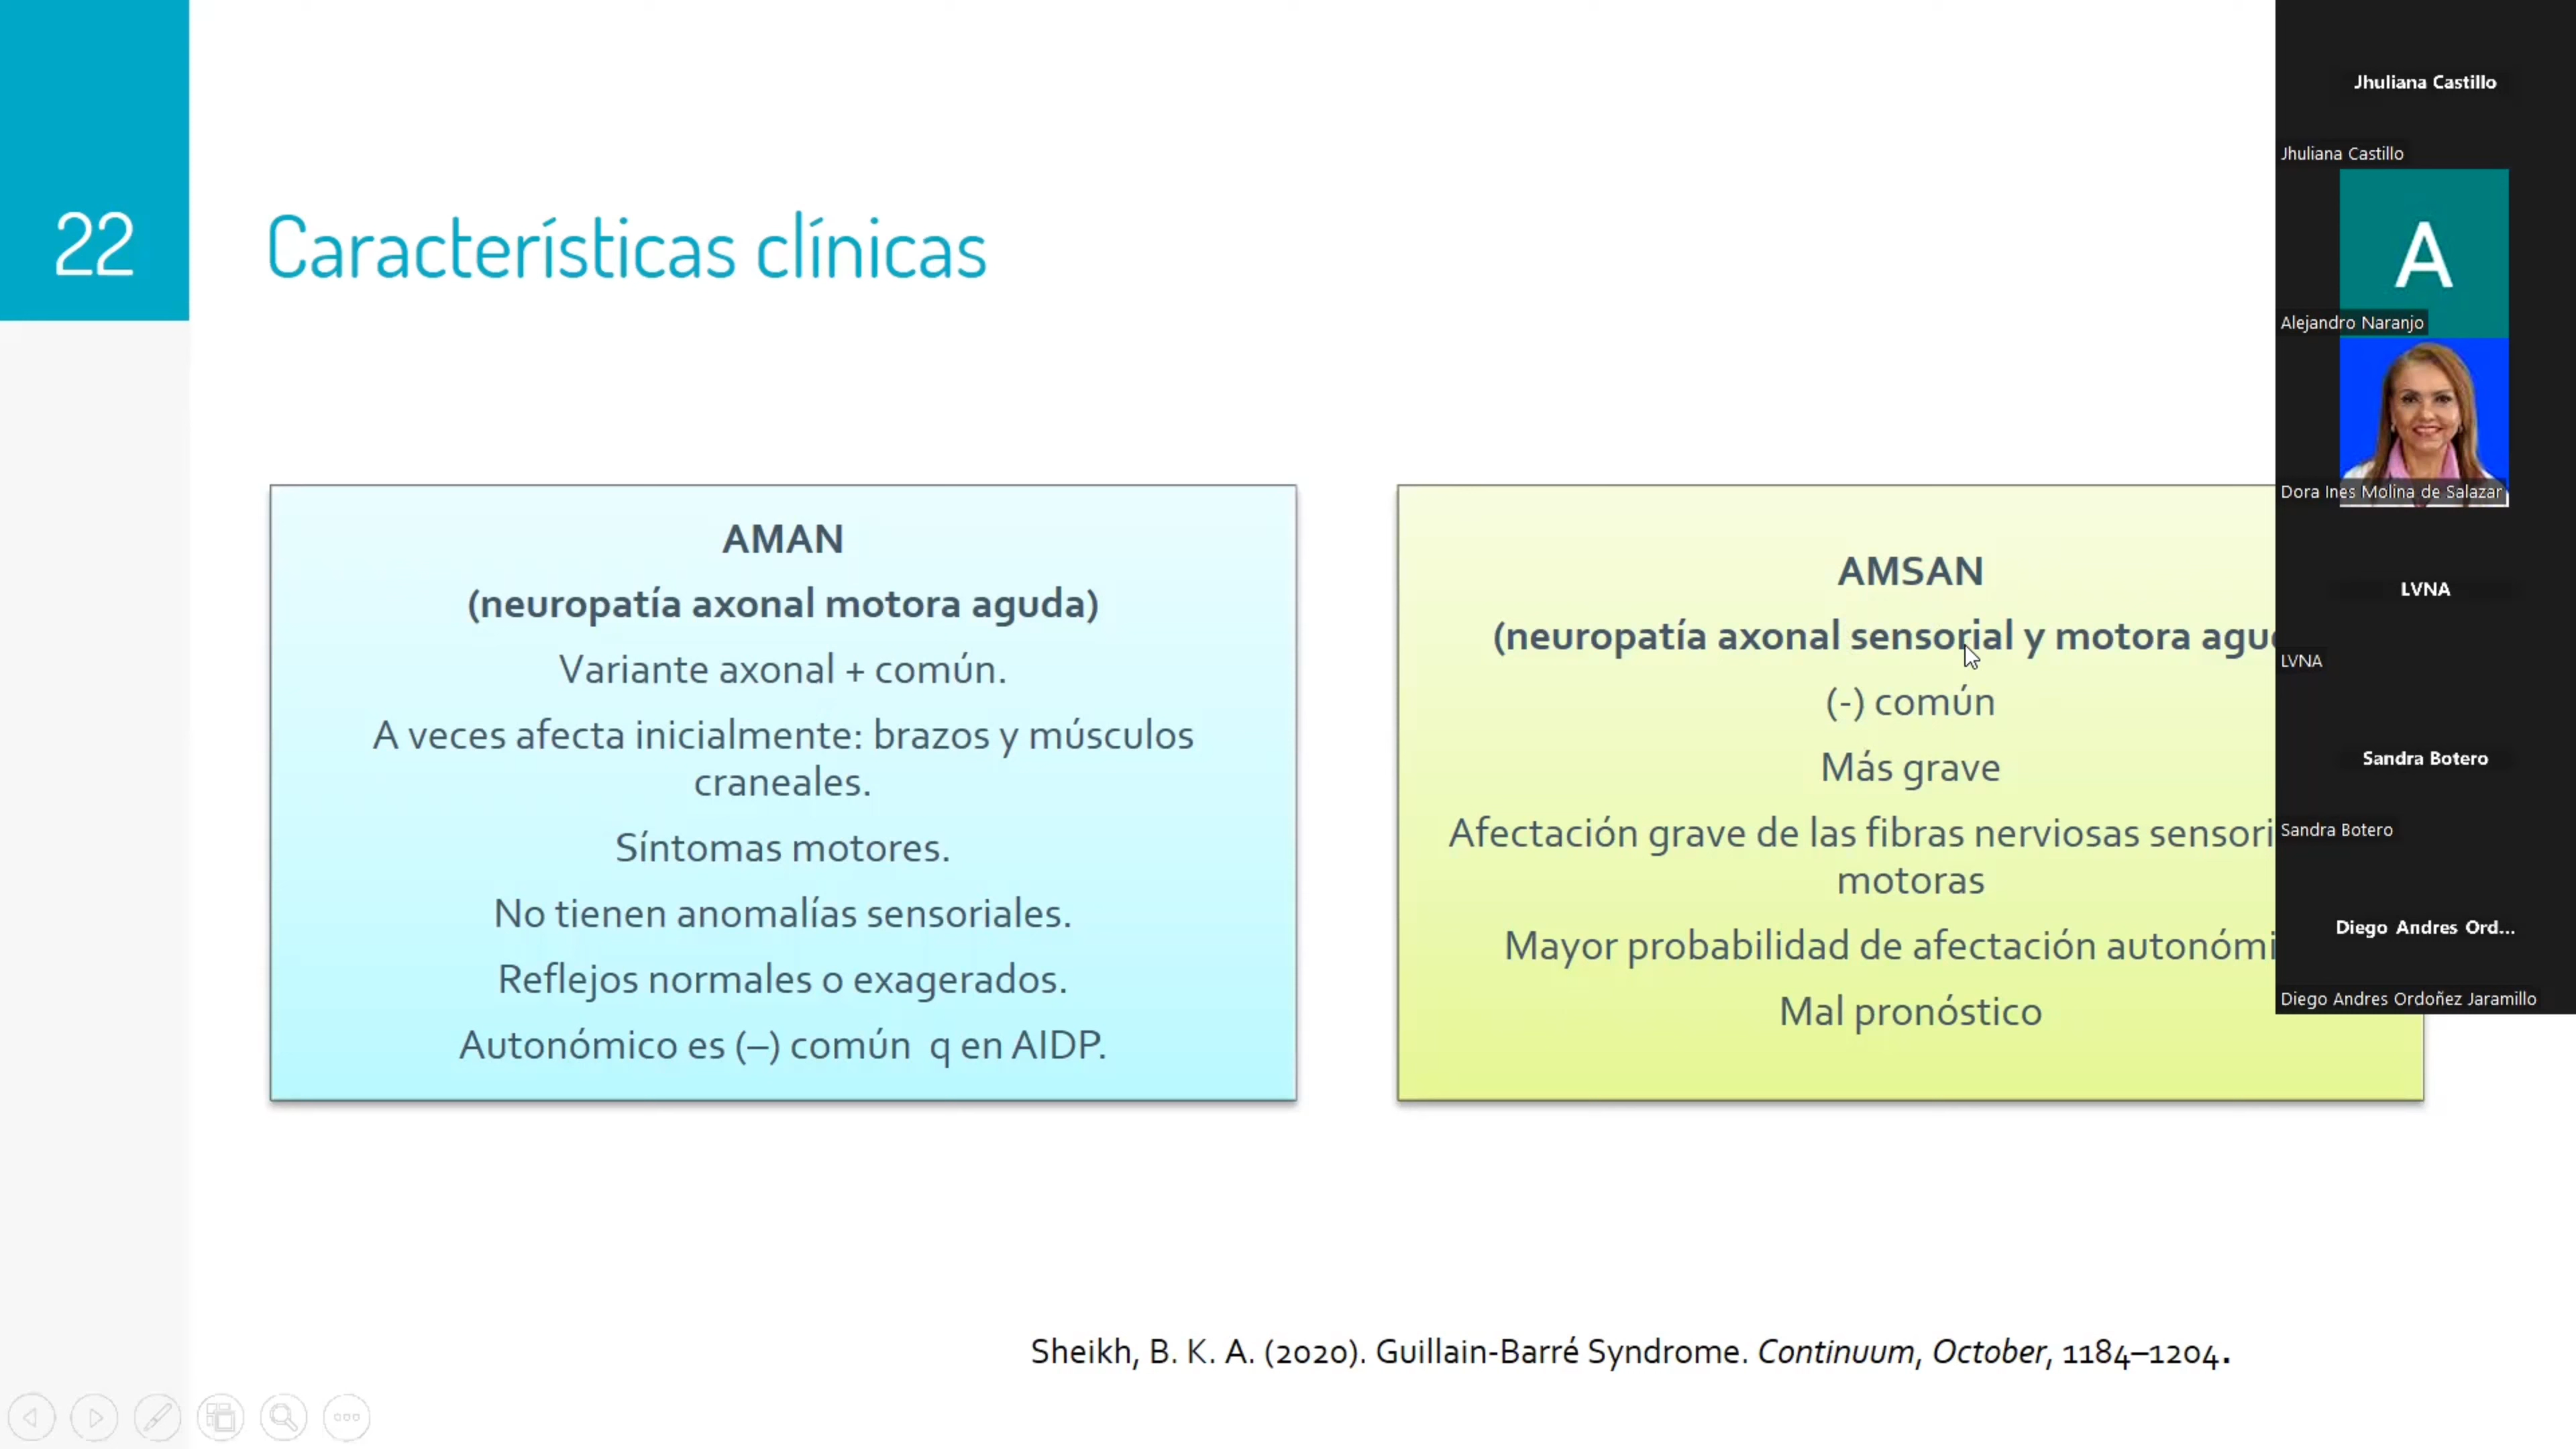 22
Características clínicas
AMAN
(neuropatía axonal motora aguda)
Variante axonal + común.
A veces afecta inicialmente: brazos y músculos
craneales.
Síntomas motores.
No tienen anomalías sensoriales.
Reflejos normales o exagerados.
Autonómico es (–) común q en AIDP.
AMSAN
(neuropatía axonal sensorial y motora
(-) común
Más grave
Afectación grave de las fibras nerviosas
motoras
Mayor probabilidad de afectación
Mal pronóstico
Sheikh, B. K. A. (2020). Guillain-Barré Syndrome. Continuum, October, 1184–1204.
Jhuliana Castillo
Jhuliana Castillo
A
Alejandro Naranjo
Dora Ines Molina de Salazar
LVNA
LVNA
Sandra Botero
Sandra Botero
Diego Andres Ord...
Diego Andres Ordoñez Jaramillo